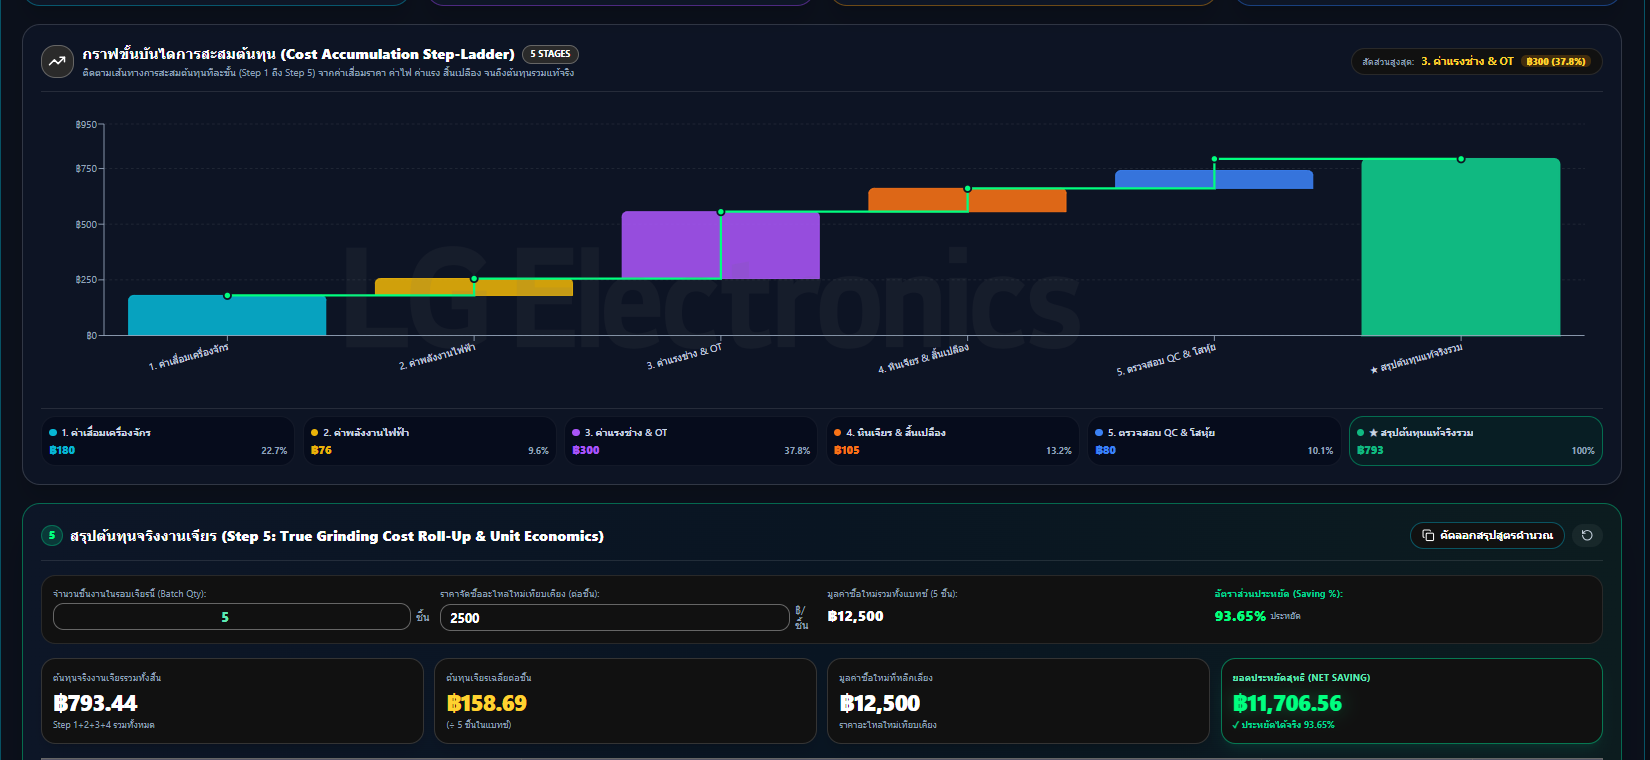 กราฟขั้นบันไดการสะสมต้นทุน (Cost Accumulation Step-Ladder) 5 STAGES
ติดตามเส้นทางการสะสมต้นทุนทีละขั้น (Step 1 ถึง Step 5) จากค่าเสื่อมราคา ค่าไฟ ค่าแรง สิ้นเปลือง จนถึงต้นทุนรวมแท้จริง
สัดส่วนสูงสุด: 3. ค่าแรงช่าง & OT ฿300 (37.8%)
฿950
฿750
฿500
฿250
฿0
LG Electronics
1. ค่าเสื่อมเครื่องจักร
2. ค่าพลังงานไฟฟ้า
3. ค่าแรงช่าง & OT
4. หินเจียร & สิ้นเปลือง
5. ตรวจสอบ QC & โสหุ้ย
★ สรุปต้นทุนแท้จริงรวม
1. ค่าเสื่อมเครื่องจักร
฿180 22.7%
2. ค่าพลังงานไฟฟ้า
฿76 9.6%
3. ค่าแรงช่าง & OT
฿300 37.8%
4. หินเจียร & สิ้นเปลือง
฿105 13.2%
5. ตรวจสอบ QC & โสหุ้ย
฿80 10.1%
★ สรุปต้นทุนแท้จริงรวม
฿793 100%
5 สรุปต้นทุนจริงงานเจียร (Step 5: True Grinding Cost Roll-Up & Unit Economics)
คัดลอกสรุปสูตรคำนวณ
จำนวนชิ้นงานในรอบเจียรนี้ (Batch Qty):
5 ชิ้น
ราคาจัดซื้ออะไหล่ใหม่เทียบเคียง (ต่อชิ้น):
2500 ฿/ชิ้น
มูลค่าซื้อใหม่รวมทั้งแบทช์ (5 ชิ้น):
฿12,500
อัตราส่วนประหยัด (Saving %):
93.65% ประหยัด
ต้นทุนจริงงานเจียรรวมทั้งสิ้น
฿793.44
Step 1+2+3+4 รวมทั้งหมด
ต้นทุนเจียรเฉลี่ยต่อชิ้น
฿158.69
(÷ 5 ชิ้นในแบทช์)
มูลค่าซื้อใหม่ที่หลีกเลี่ยง
฿12,500
ราคาอะไหล่ใหม่เทียบเคียง
ยอดประหยัดสุทธิ (NET SAVING)
฿11,706.56
✓ ประหยัดได้จริง 93.65%